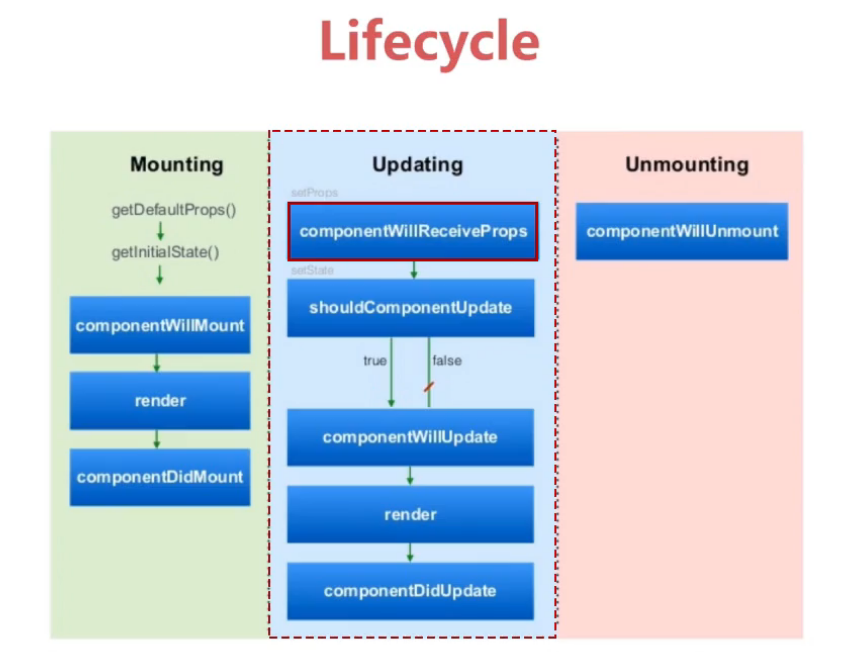 Lifecycle
Mounting
getDefaultProps()
getInitialState()
componentWillMount
render
componentDidMount
Updating
setProps
componentWillReceiveProps
setState
shouldComponentUpdate
true
false
componentWillUpdate
render
componentDidUpdate
Unmounting
componentWillUnmount